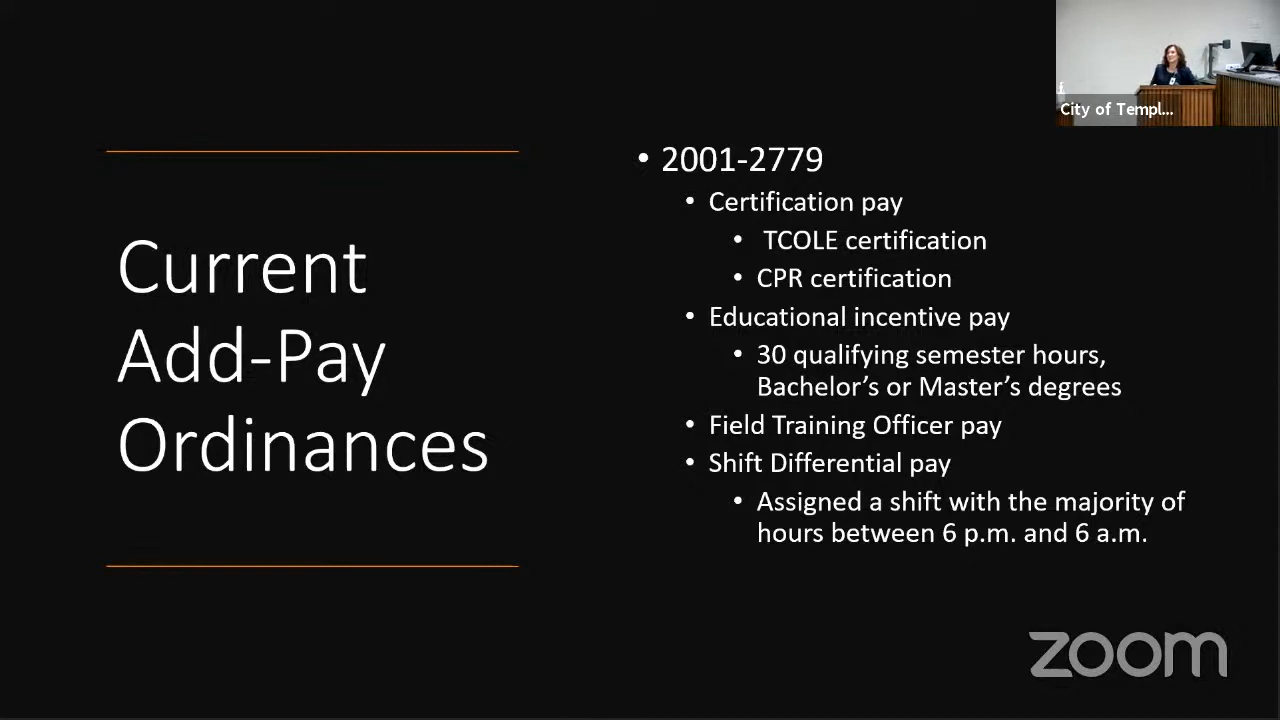 City of Templ...
Current
Add-Pay
Ordinances
• 2001-2779
• Certification pay
• TCOLE certification
• CPR certification
• Educational incentive pay
• 30 qualifying semester hours,
Bachelor’s or Master’s degrees
• Field Training Officer pay
• Shift Differential pay
• Assigned a shift with the majority of
hours between 6 p.m. and 6 a.m.
zoom